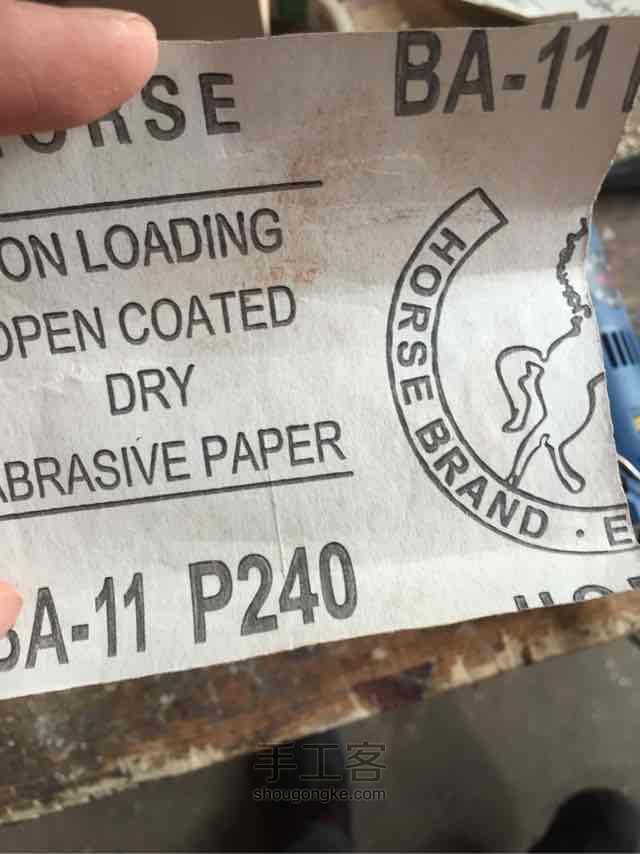 HORSE
BA-11
ON LOADING
OPEN COATED
DRY
ABRASIVE PAPER
HORSE BRAND · E
BA-11 P240
手工客
shougongke.com